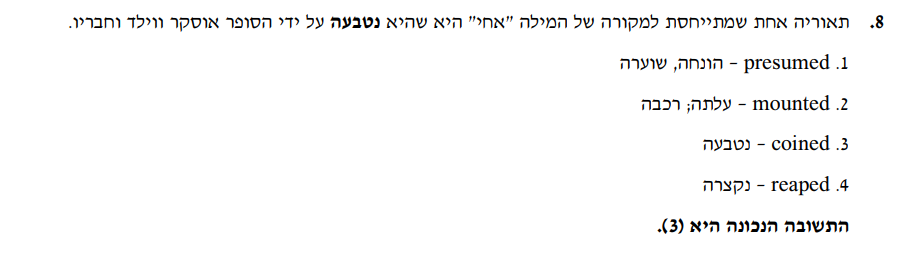 8. תאוריה אחת שמתייחסת למקורה של המילה "אחי" היא שהיא נטבעה על ידי הסופר אוסקר ווילד וחבריו.
1. presumed – הונחה, שוערה
2. mounted – עלתה; רכבה
3. coined – נטבעה
4. reaped – נקצרה
התשובה הנכונה היא (3).